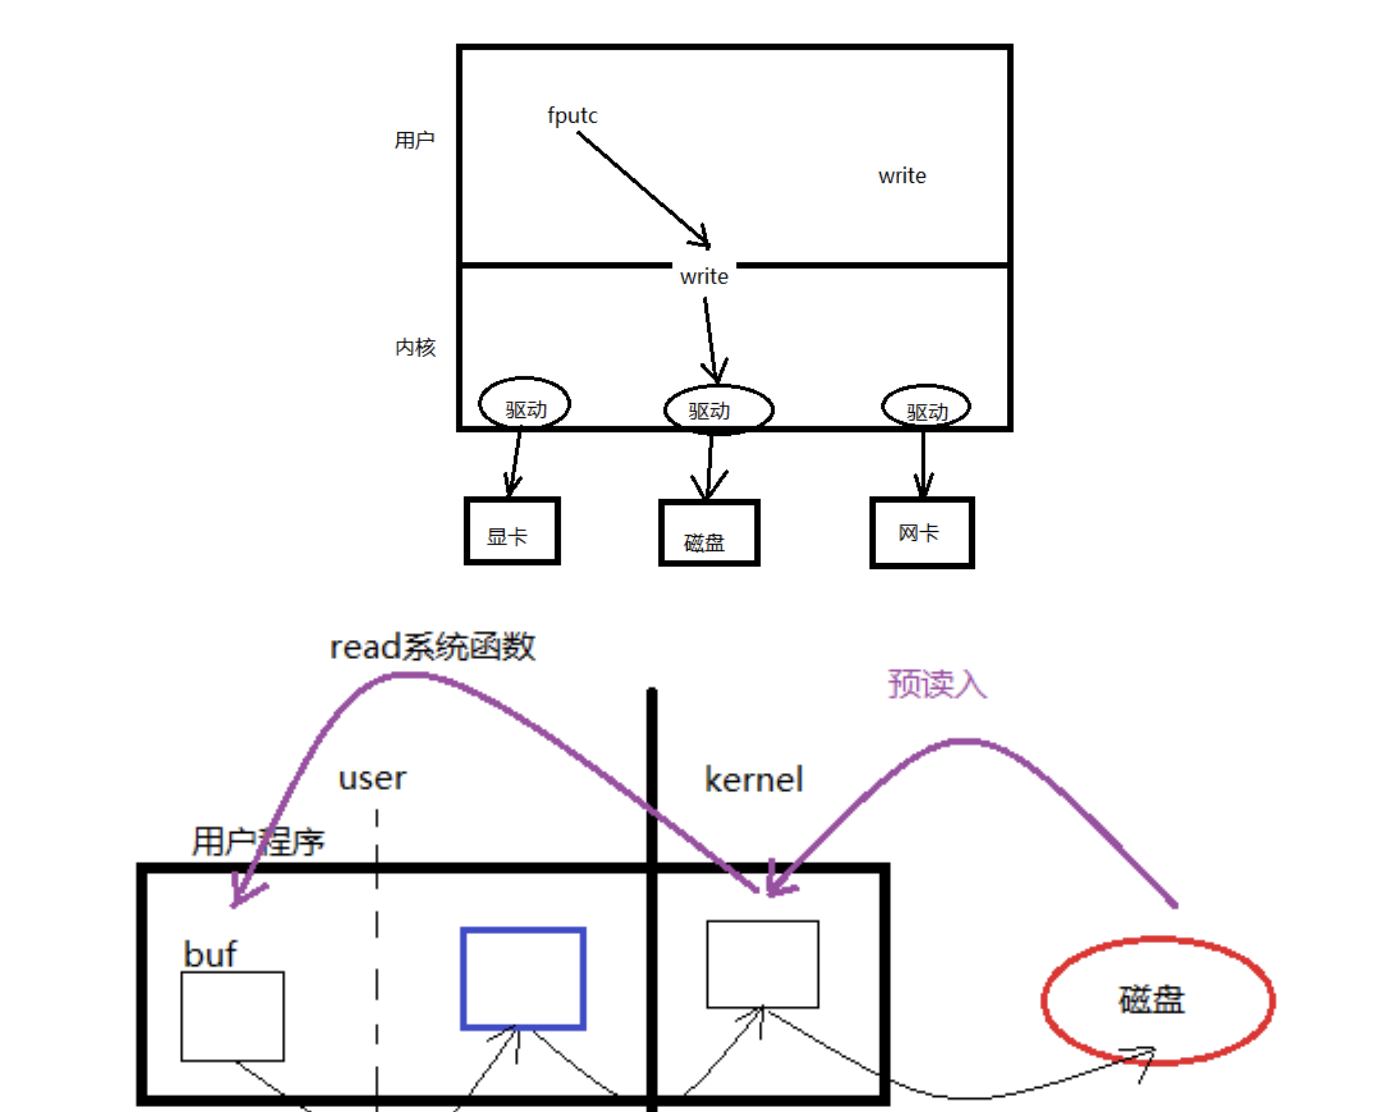 fputc
用户
write
write
内核
驱动
驱动
驱动
显卡
磁盘
网卡
read系统函数
预读入
user
kernel
用户程序
buf
磁盘